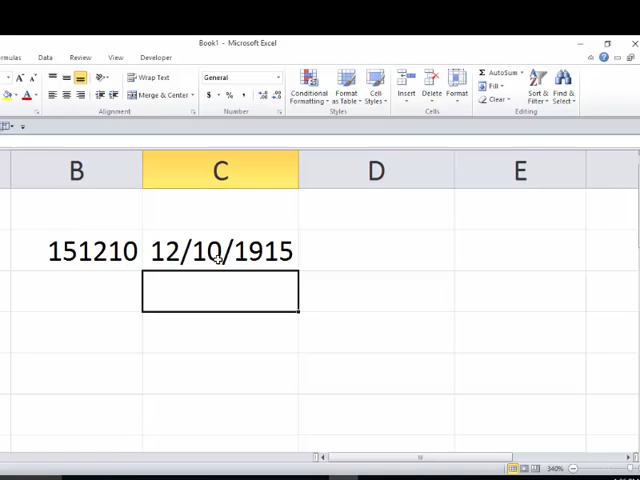 Book1 - Microsoft Excel
ormulas Data Review View Developer
Wrap Text General AutoSum
Fill
Merge & Center Conditional Formatting Format as Table Cell Styles Insert Delete Format Clear Sort & Filter Find & Select
Alignment Number Styles Cells Editing
B C D E
151210 12/10/1915
340%